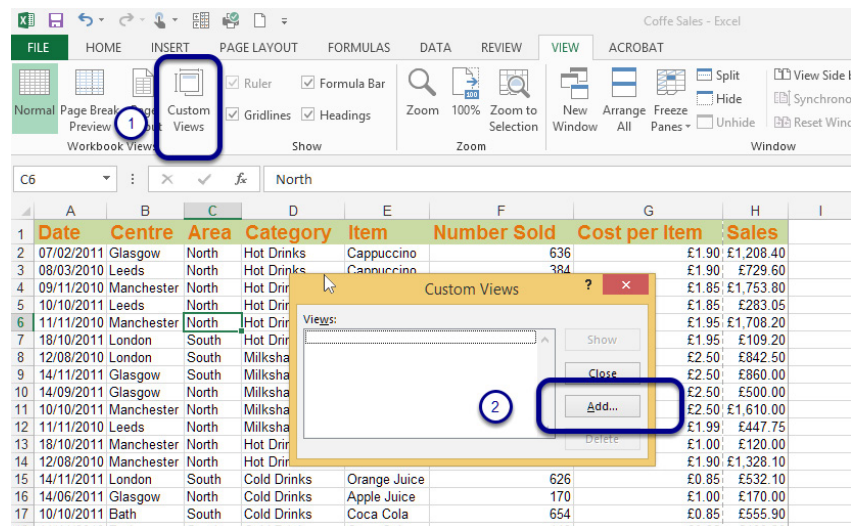 Coffe Sales - Excel
FILE HOME INSERT PAGE LAYOUT FORMULAS DATA REVIEW VIEW ACROBAT
Ruler Formula Bar Split View Side
Normal Page Break Custom Zoom 100% Zoom to New Arrange Freeze Hide
Preview 1 Views Gridlines Headings Selection Window All Panes Unhide
Workbook Views Show Zoom Window
C6 fx North
A B C D E F G H I
1 Date Centre Area Category Item Number Sold Cost per Item Sales
2 07/02/2011 Glasgow North Hot Drinks Cappuccino 636 £1.90 £1,208.40
3 08/03/2010 Leeds North Hot Drinks Cappuccino 384 £1.90 £729.60
4 09/11/2010 Manchester North Custom Views ? × £1.85 £1,753.80
5 10/10/2011 Leeds North £1.85 £283.05
6 11/11/2010 Manchester North Views: £1.95 £1,708.20
7 18/10/2011 London South Show £1.95 £109.20
8 12/08/2010 London South £2.50 £842.50
9 14/11/2011 Glasgow South Close £2.50 £860.00
10 14/09/2011 Glasgow South £2.50 £500.00
11 10/10/2011 Manchester North 2 Add... £2.50 £1,610.00
12 11/11/2010 Leeds North £1.99 £447.75
13 18/10/2011 Manchester North Hot Delete £1.00 £120.00
14 12/08/2010 Manchester North Hot £1.90 £1,328.10
15 14/11/2011 London South Cold Drinks Orange Juice 626 £0.85 £532.10
16 14/06/2011 Glasgow North Cold Drinks Apple Juice 170 £1.00 £170.00
17 10/10/2011 Bath South Cold Drinks Coca Cola 654 £0.85 £555.90